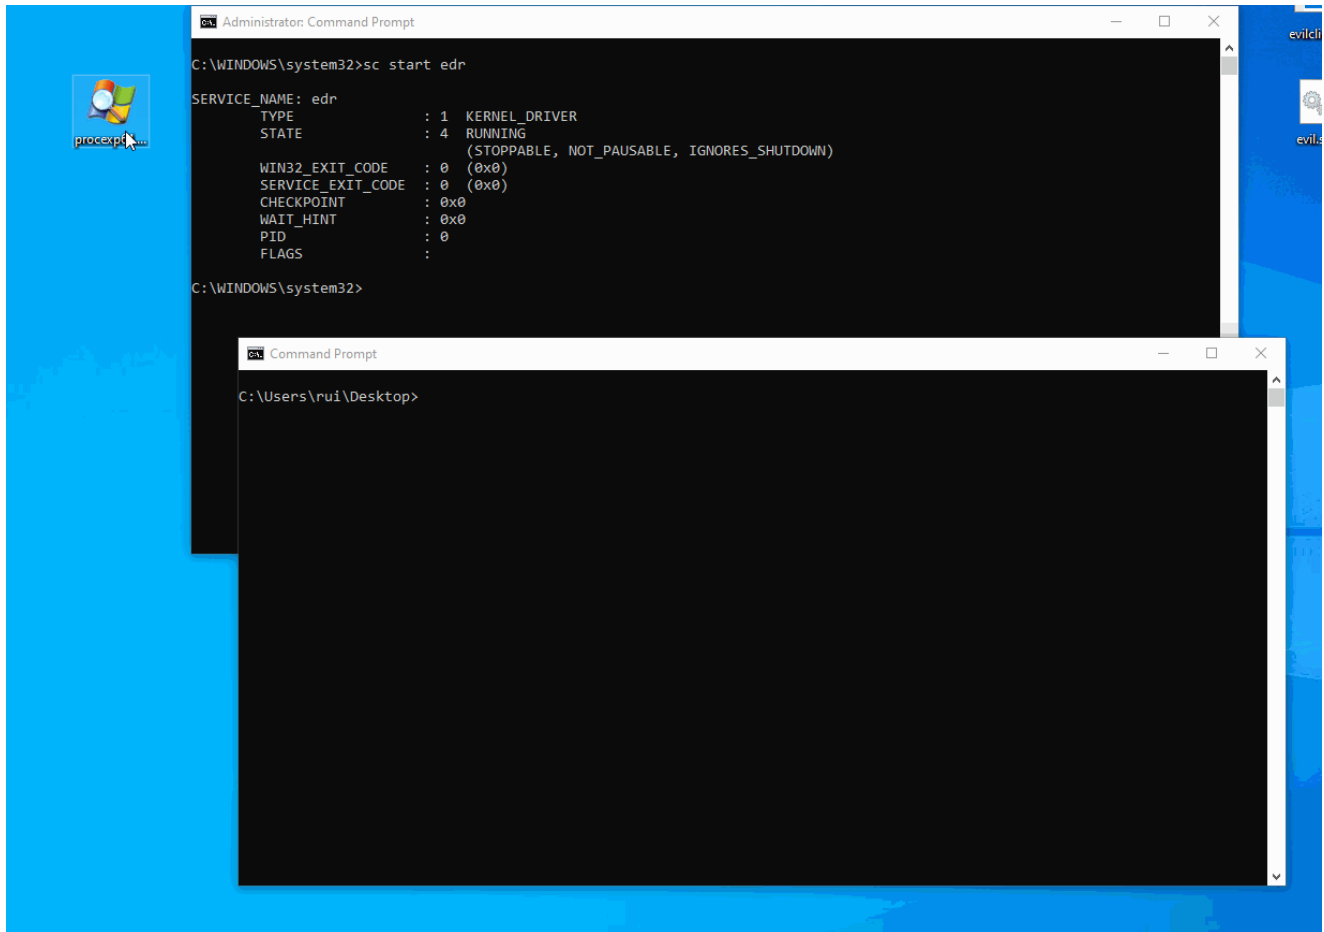 Administrator: Command Prompt
C:\WINDOWS\system32>sc start edr
SERVICE_NAME: edr
TYPE : 1 KERNEL_DRIVER
STATE : 4 RUNNING
(STOPPABLE, NOT_PAUSABLE, IGNORES_SHUTDOWN)
WIN32_EXIT_CODE : 0 (0x0)
SERVICE_EXIT_CODE : 0 (0x0)
CHECKPOINT : 0x0
WAIT_HINT : 0x0
PID : 0
FLAGS :
C:\WINDOWS\system32>
Command Prompt
C:\Users\rui\Desktop>
evilcli
evil.s